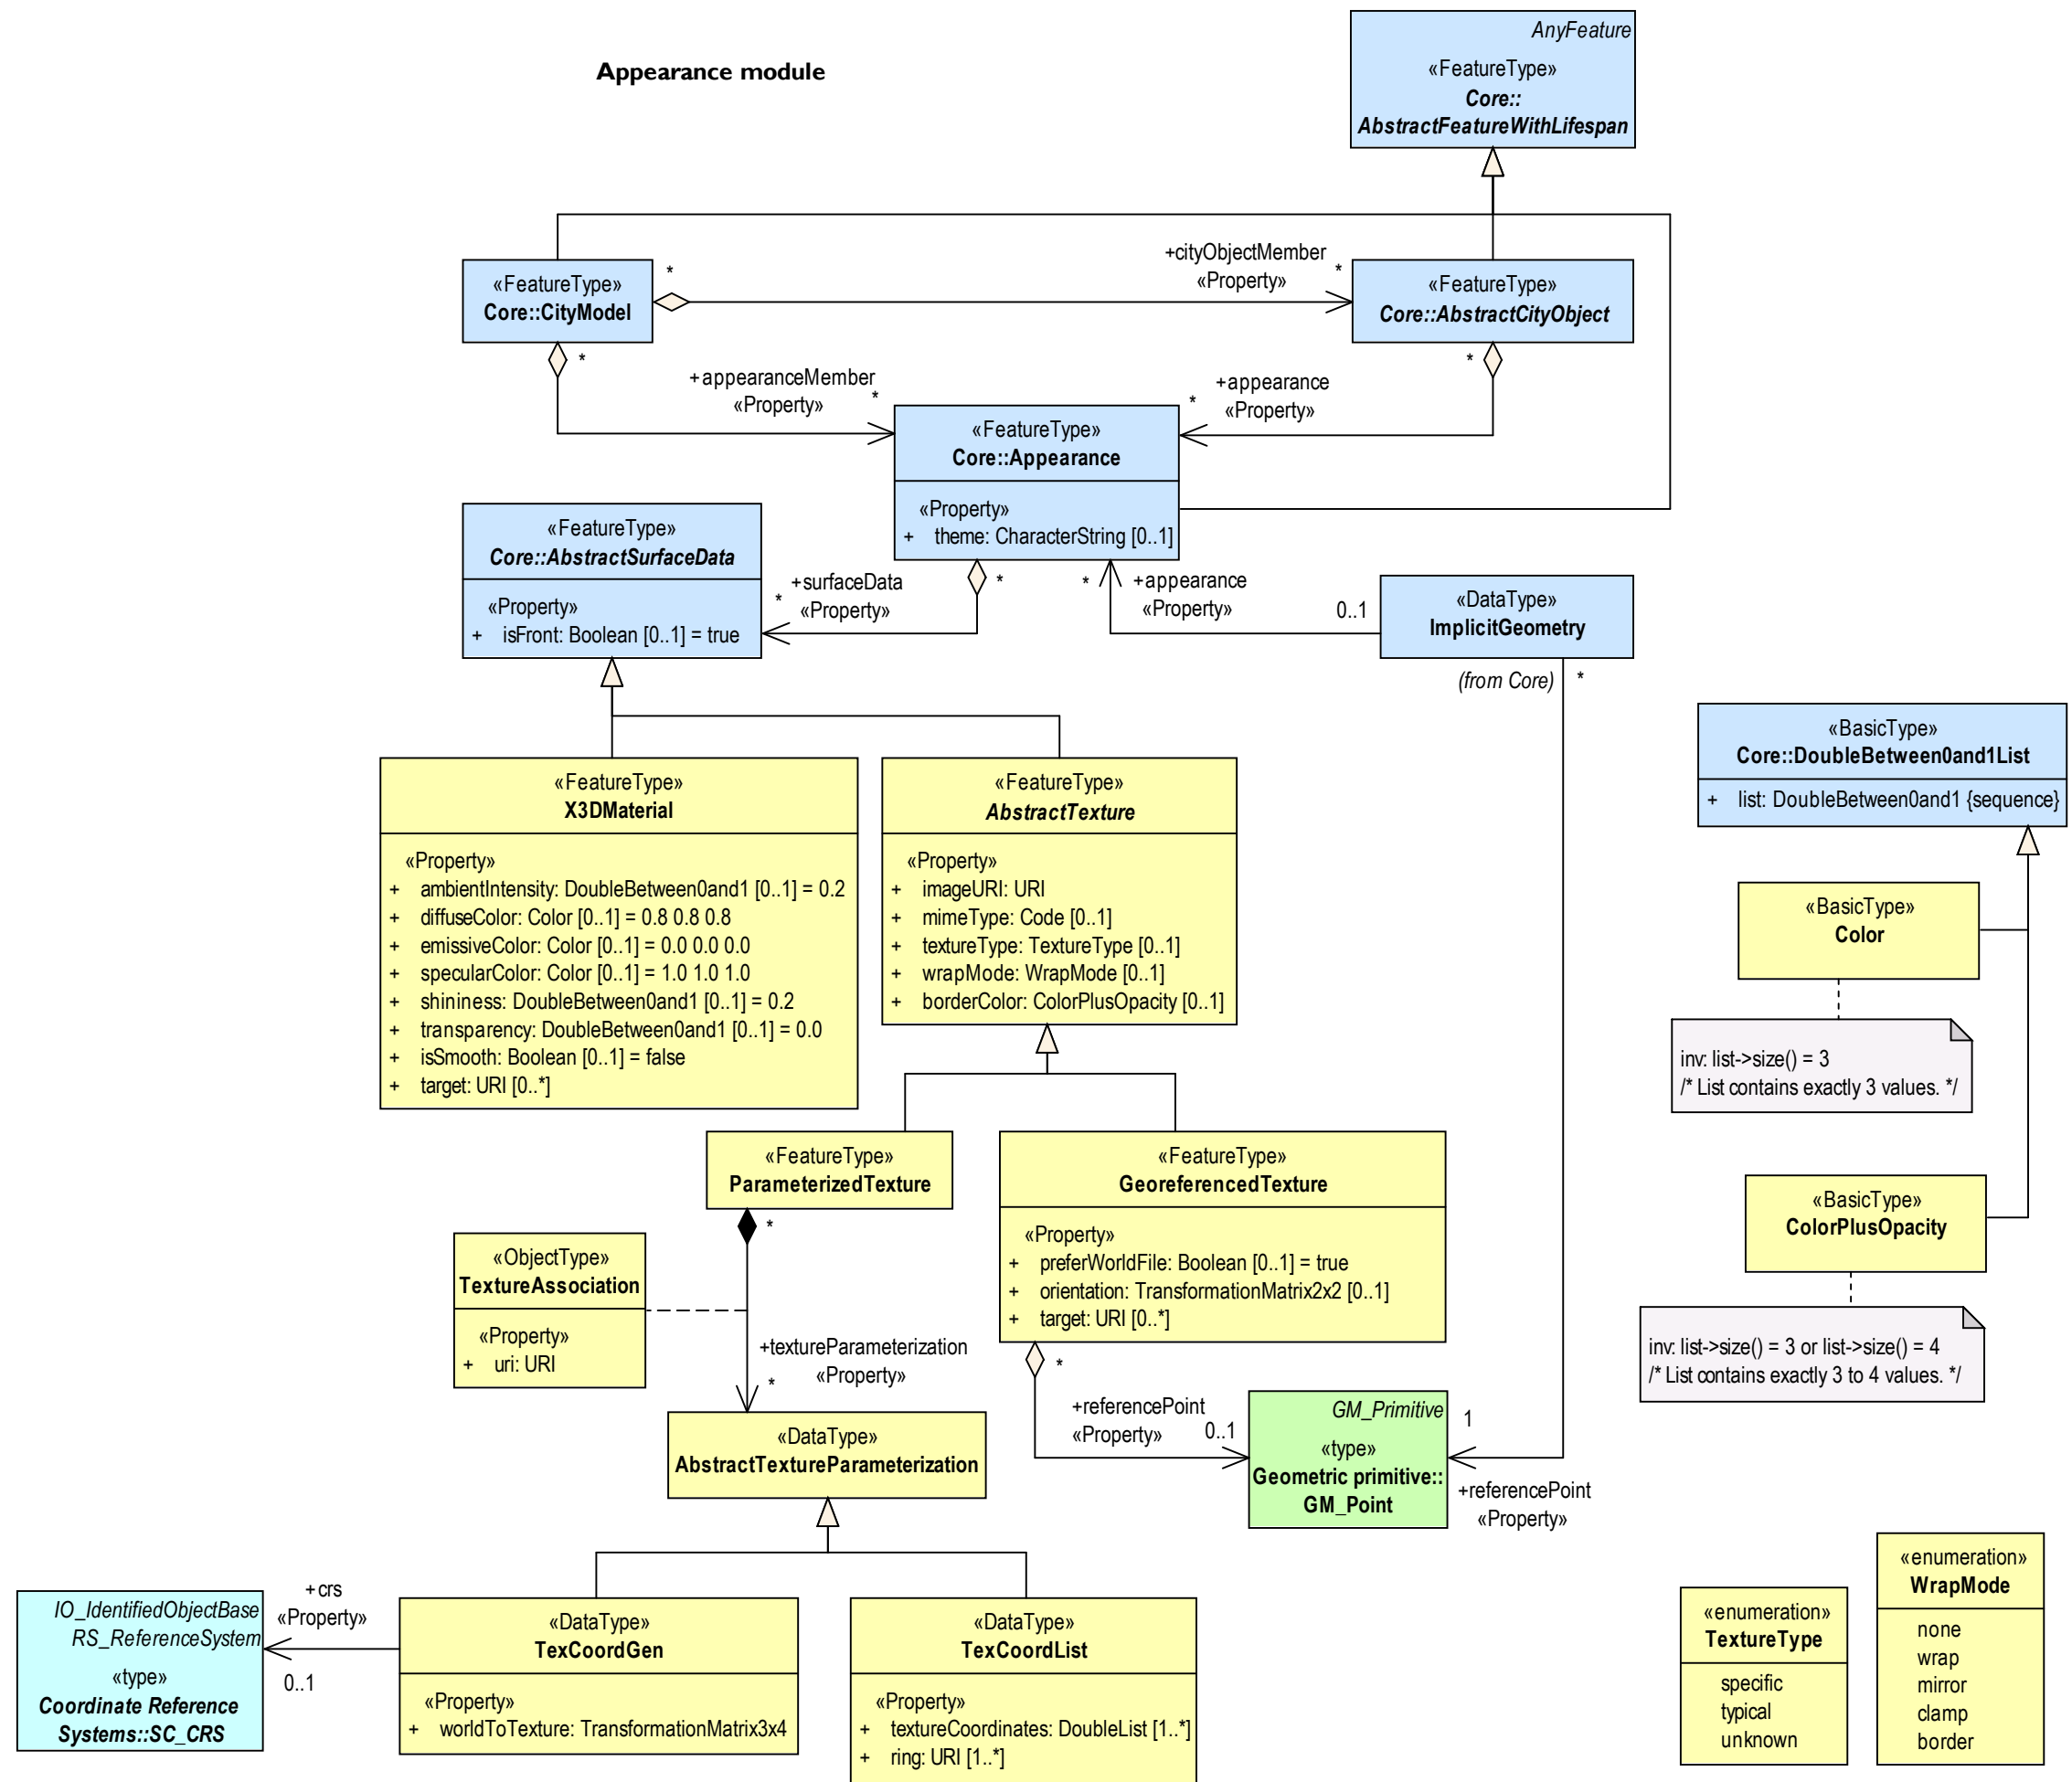 Appearance module
AnyFeature
«FeatureType»
Core::
AbstractFeatureWithLifespan
«FeatureType»
Core::CityModel
*
+cityObjectMember
«Property»
*
«FeatureType»
Core::AbstractCityObject
*
+appearanceMember
«Property»
*
*
+appearance
«Property»
*
«FeatureType»
Core::Appearance
«Property»
+ theme: CharacterString [0..1]
«FeatureType»
Core::AbstractSurfaceData
«Property»
+ isFront: Boolean [0..1] = true
+surfaceData
«Property»
*
*
*
+appearance
«Property»
0..1
«DataType»
ImplicitGeometry
(from Core)
*
«BasicType»
Core::DoubleBetween0and1List
+ list: DoubleBetween0and1 {sequence}
«FeatureType»
X3DMaterial
«Property»
+ ambientIntensity: DoubleBetween0and1 [0..1] = 0.2
+ diffuseColor: Color [0..1] = 0.8 0.8 0.8
+ emissiveColor: Color [0..1] = 0.0 0.0 0.0
+ specularColor: Color [0..1] = 1.0 1.0 1.0
+ shininess: DoubleBetween0and1 [0..1] = 0.2
+ transparency: DoubleBetween0and1 [0..1] = 0.0
+ isSmooth: Boolean [0..1] = false
+ target: URI [0..*]
«FeatureType»
AbstractTexture
«Property»
+ imageURI: URI
+ mimeType: Code [0..1]
+ textureType: TextureType [0..1]
+ wrapMode: WrapMode [0..1]
+ borderColor: ColorPlusOpacity [0..1]
«BasicType»
Color
inv: list->size() = 3
/* List contains exactly 3 values. */
«FeatureType»
ParameterizedTexture
*
«FeatureType»
GeoreferencedTexture
«Property»
+ preferWorldFile: Boolean [0..1] = true
+ orientation: TransformationMatrix2x2 [0..1]
+ target: URI [0..*]
«BasicType»
ColorPlusOpacity
inv: list->size() = 3 or list->size() = 4
/* List contains exactly 3 to 4 values. */
«ObjectType»
TextureAssociation
«Property»
+ uri: URI
+textureParameterization
«Property»
*
*
+referencePoint
«Property»
0..1
GM_Primitive
«type»
Geometric primitive::
GM_Point
1
+referencePoint
«Property»
«DataType»
AbstractTextureParameterization
IO_IdentifiedObjectBase
RS_ReferenceSystem
«type»
Coordinate Reference
Systems::SC_CRS
+crs
«Property»
0..1
«DataType»
TexCoordGen
«Property»
+ worldToTexture: TransformationMatrix3x4
«DataType»
TexCoordList
«Property»
+ textureCoordinates: DoubleList [1..*]
+ ring: URI [1..*]
«enumeration»
TextureType
specific
typical
unknown
«enumeration»
WrapMode
none
wrap
mirror
clamp
border